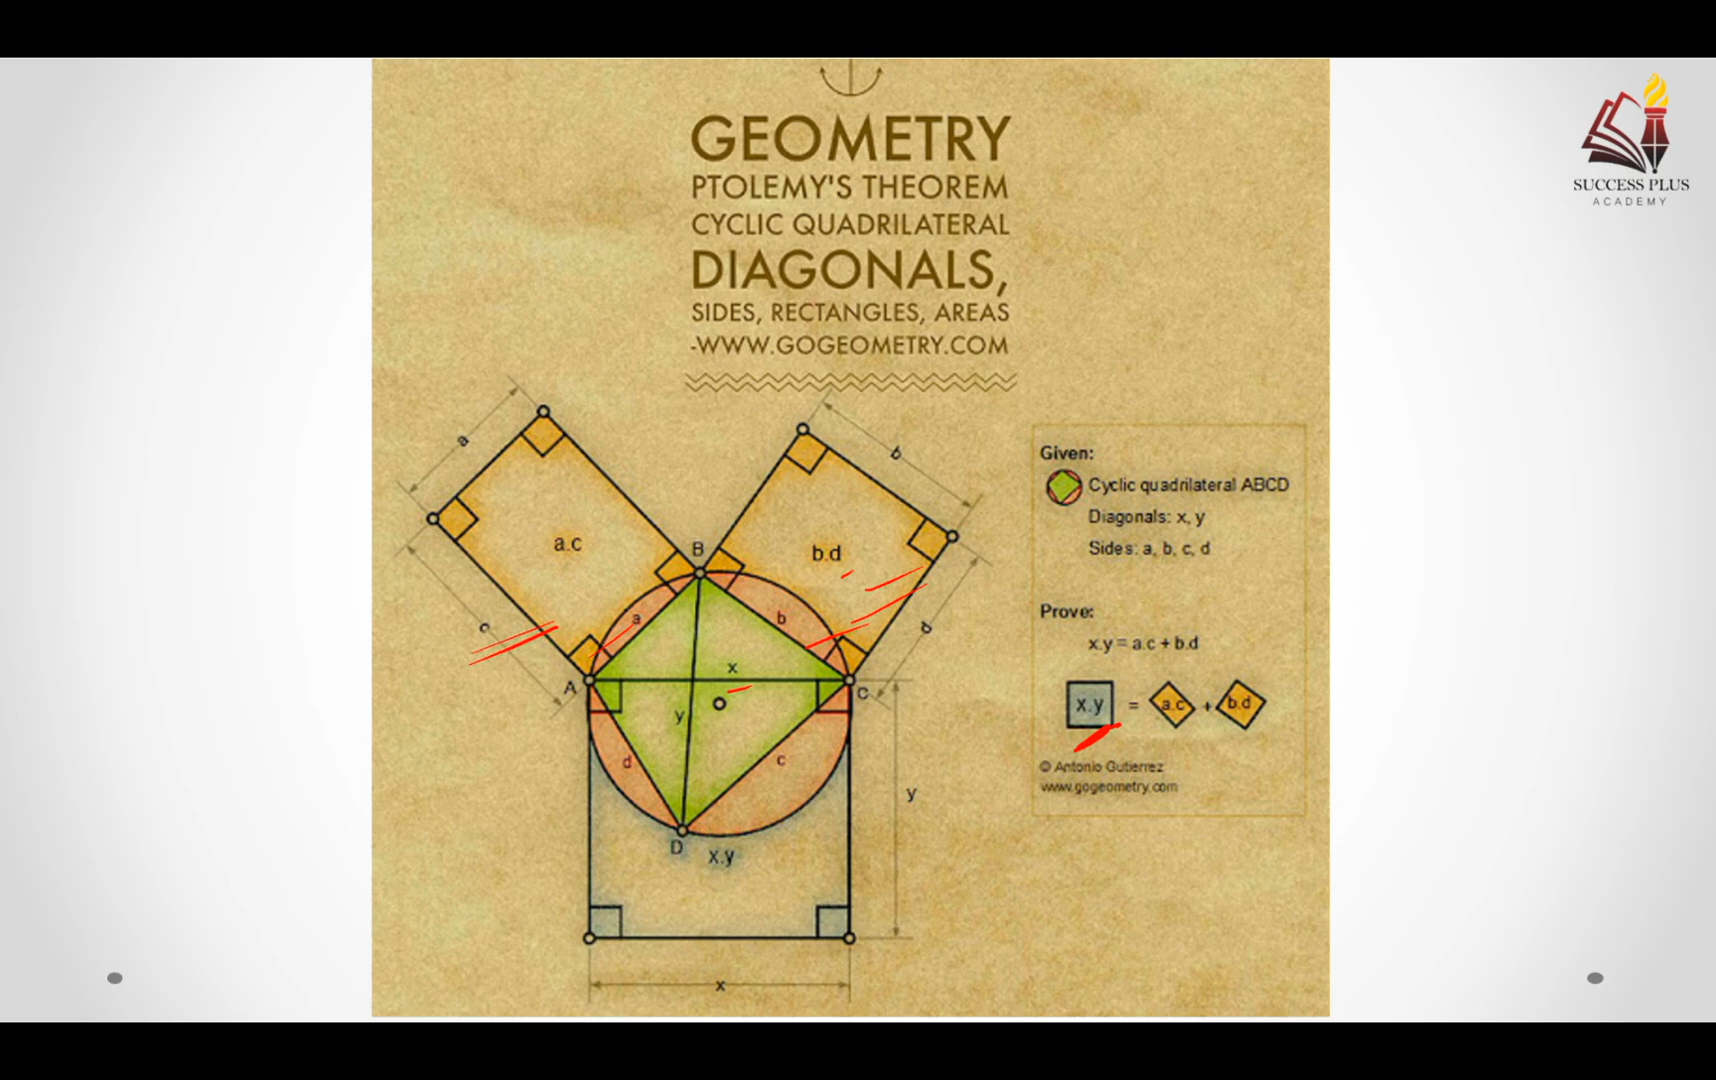 SUCCESS PLUS
ACADEMY
GEOMETRY
PTOLEMY'S THEOREM
CYCLIC QUADRILATERAL
DIAGONALS,
SIDES, RECTANGLES, AREAS
-WWW.GOGEOMETRY.COM
a
b
a.c
b.d
c
d
B
a
b
A
x
C
y
d
c
D
x.y
y
x
Given:
Cyclic quadrilateral ABCD
Diagonals: x, y
Sides: a, b, c, d
Prove:
x.y = a.c + b.d
x.y = a.c + b.d
© Antonio Gutierrez
www.gogeometry.com